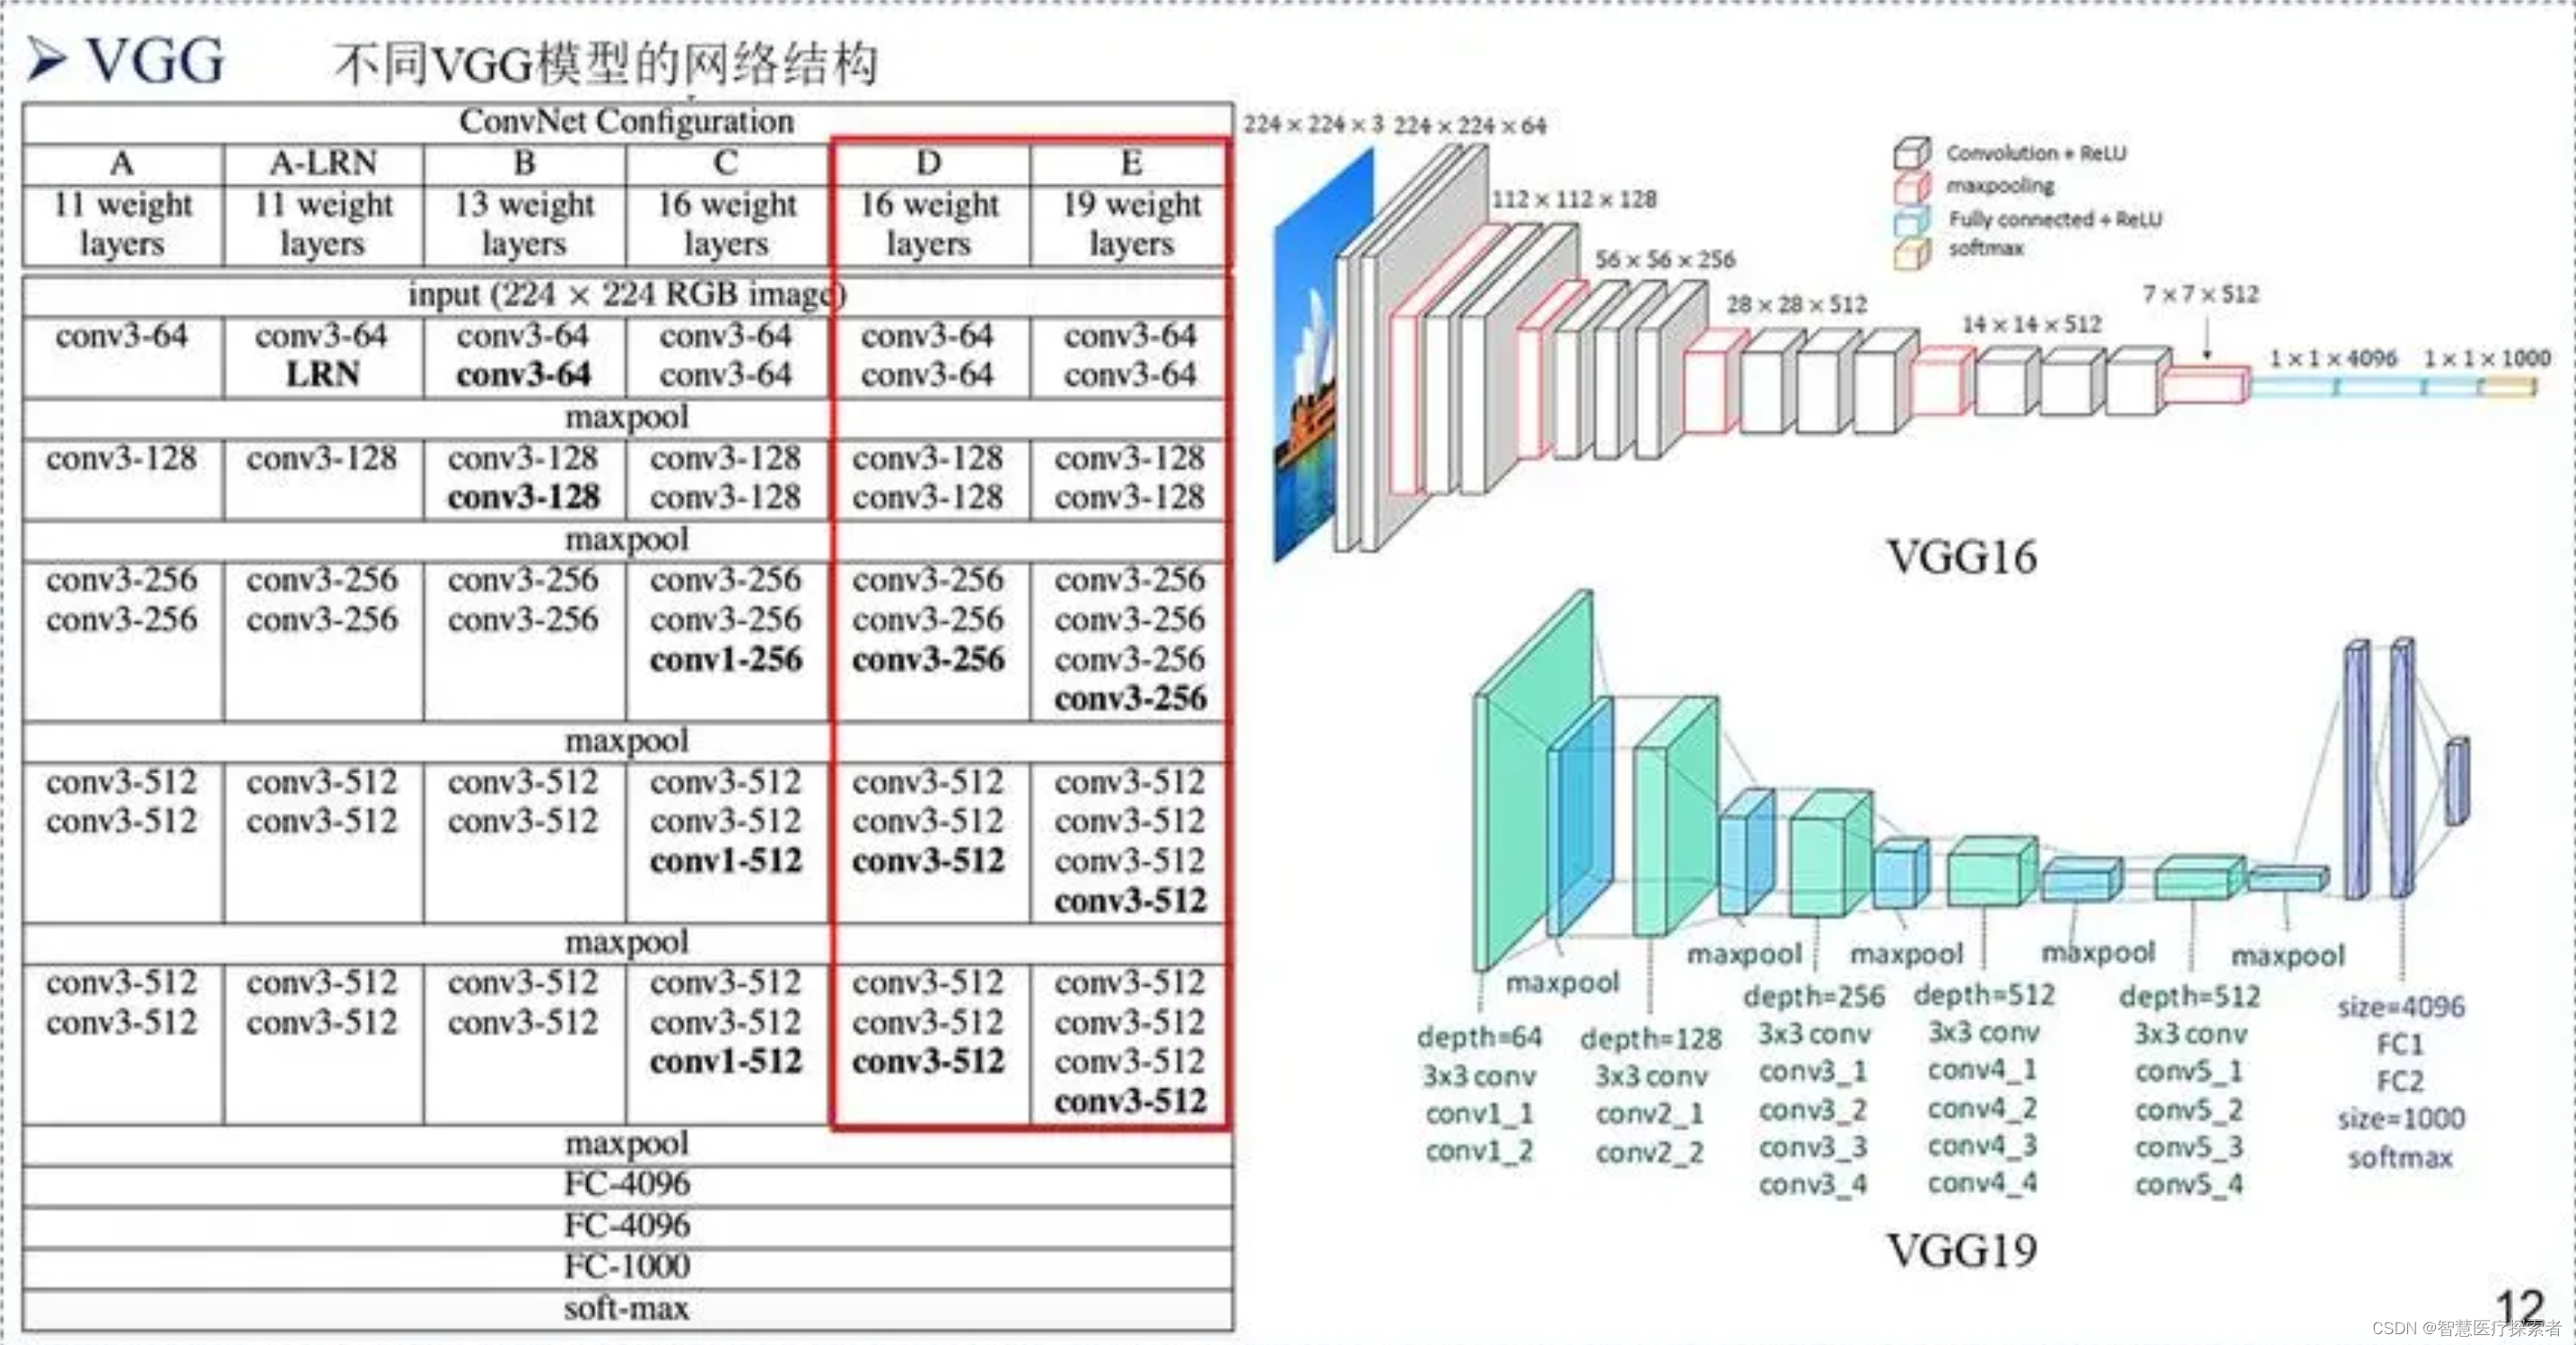 VGG
不同VGG模型的网络结构
ConvNet Configuration
A A-LRN B C D E
11 weight 11 weight 13 weight 16 weight 16 weight 19 weight
layers layers layers layers layers layers
input (224 × 224 RGB image)
conv3-64 conv3-64 conv3-64 conv3-64 conv3-64 conv3-64
LRN conv3-64 conv3-64 conv3-64 conv3-64
maxpool
conv3-128 conv3-128 conv3-128 conv3-128 conv3-128 conv3-128
conv3-128 conv3-128 conv3-128 conv3-128
maxpool
conv3-256 conv3-256 conv3-256 conv3-256 conv3-256 conv3-256
conv3-256 conv3-256 conv3-256 conv3-256 conv3-256 conv3-256
conv1-256 conv3-256 conv3-256
conv3-256
maxpool
conv3-512 conv3-512 conv3-512 conv3-512 conv3-512 conv3-512
conv3-512 conv3-512 conv3-512 conv3-512 conv3-512 conv3-512
conv1-512 conv3-512 conv3-512
conv3-512
maxpool
conv3-512 conv3-512 conv3-512 conv3-512 conv3-512 conv3-512
conv3-512 conv3-512 conv3-512 conv3-512 conv3-512 conv3-512
conv1-512 conv3-512 conv3-512
conv3-512
maxpool
FC-4096
FC-4096
FC-1000
soft-max
224 × 224 × 3 224 × 224 × 64
112 × 112 × 128
56 × 56 × 256
28 × 28 × 512
14 × 14 × 512
7 × 7 × 512
1 × 1 × 4096 1 × 1 × 1000
Convolution + ReLU
maxpooling
Fully connected + ReLU
softmax
VGG16
maxpool maxpool maxpool maxpool maxpool
depth=64
3x3 conv
conv1_1
conv1_2
depth=128
3x3 conv
conv2_1
conv2_2
depth=256
3x3 conv
conv3_1
conv3_2
conv3_3
conv3_4
depth=512
3x3 conv
conv4_1
conv4_2
conv4_3
conv4_4
depth=512
3x3 conv
conv5_1
conv5_2
conv5_3
conv5_4
size=4096
FC1
FC2
size=1000
softmax
VGG19
12
CSDN @智慧医疗探索者